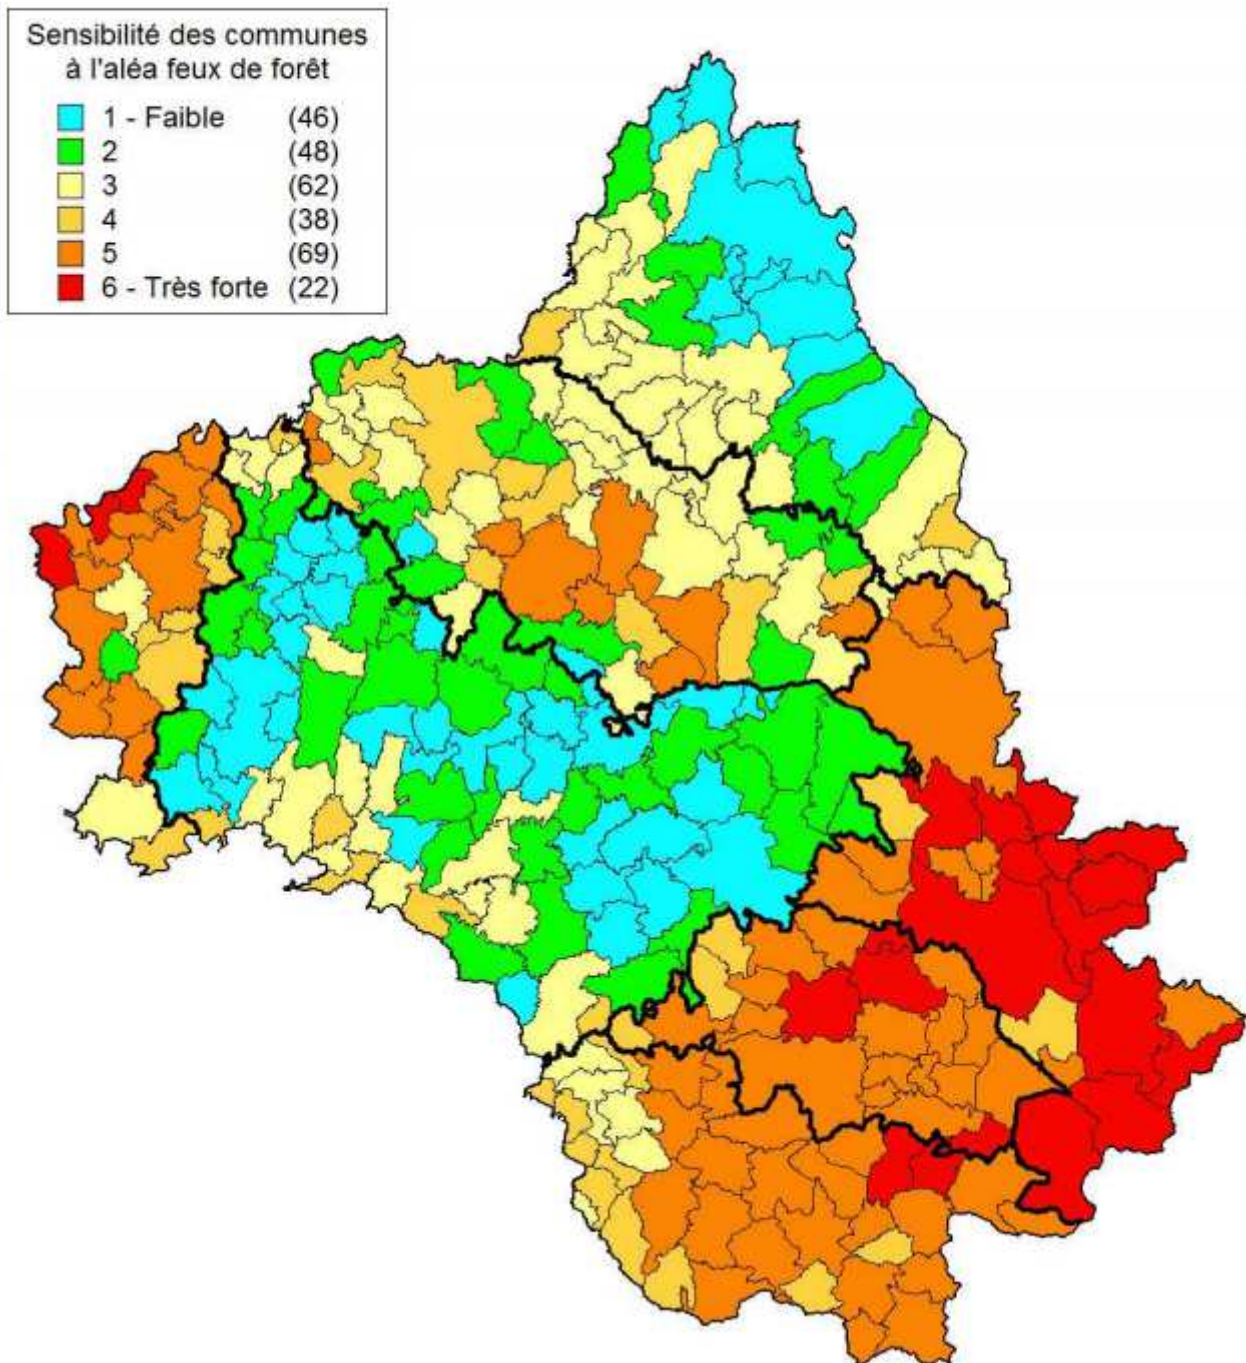 Sensibilité des communes
à l'aléa feux de forêt
1 - Faible (46)
2 (48)
3 (62)
4 (38)
5 (69)
6 - Très forte (22)